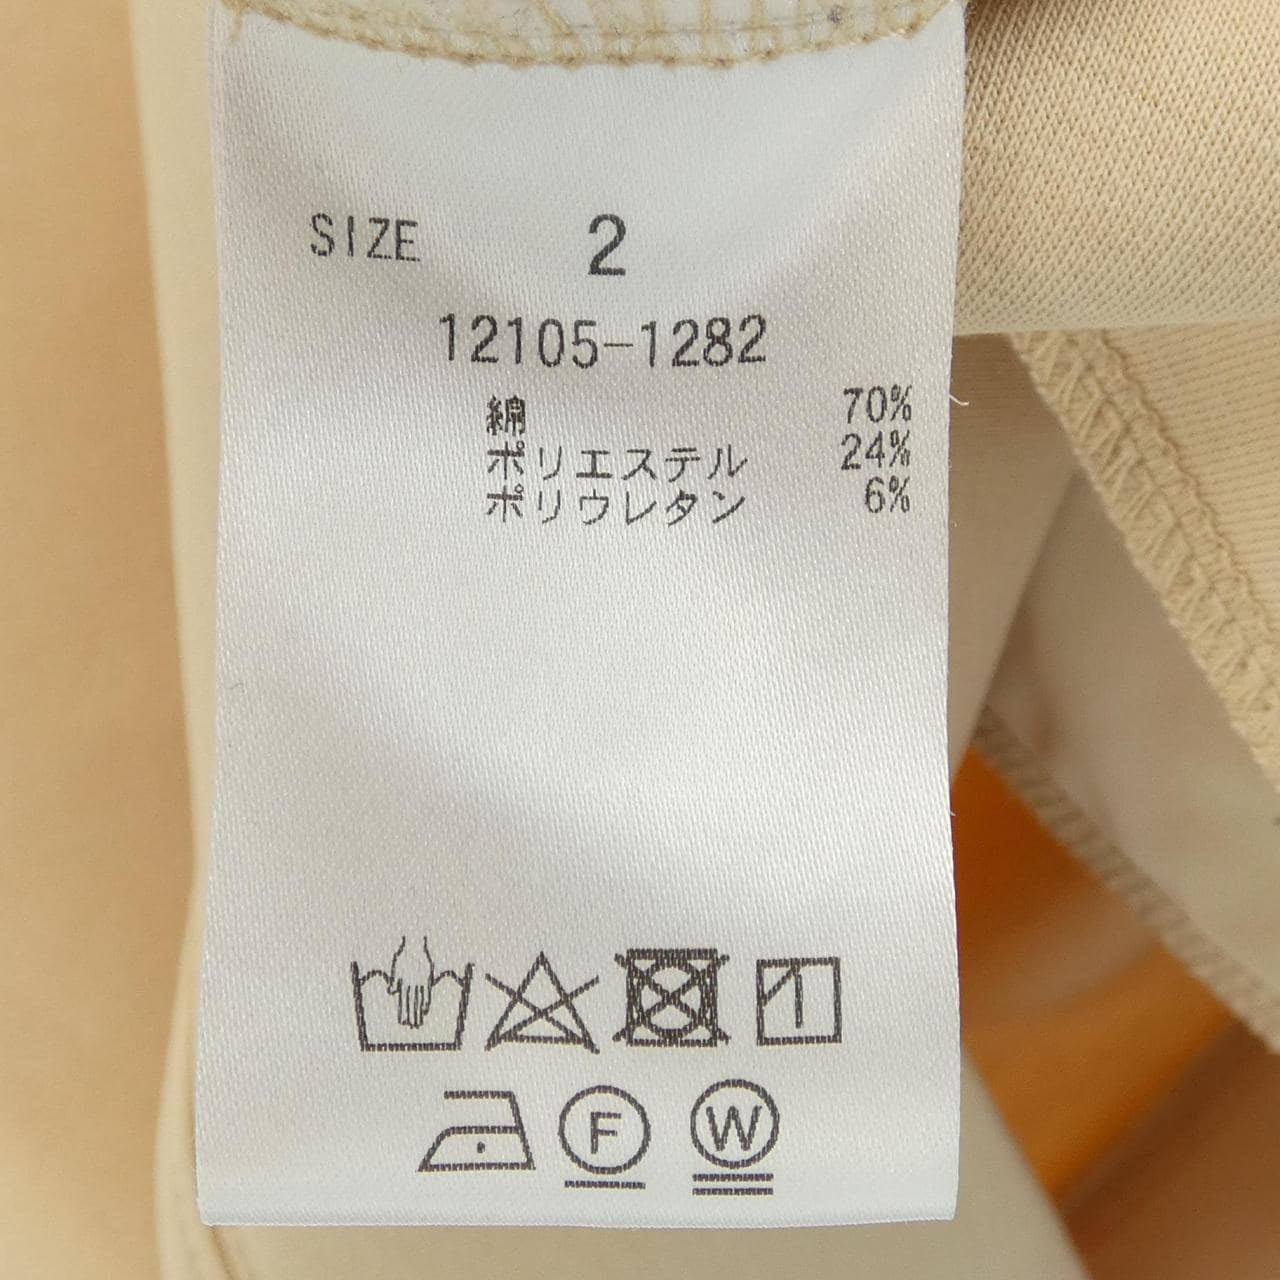 SIZE 2
12105-1282
綿 70%
ポリエステル 24%
ポリウレタン 6%
F W